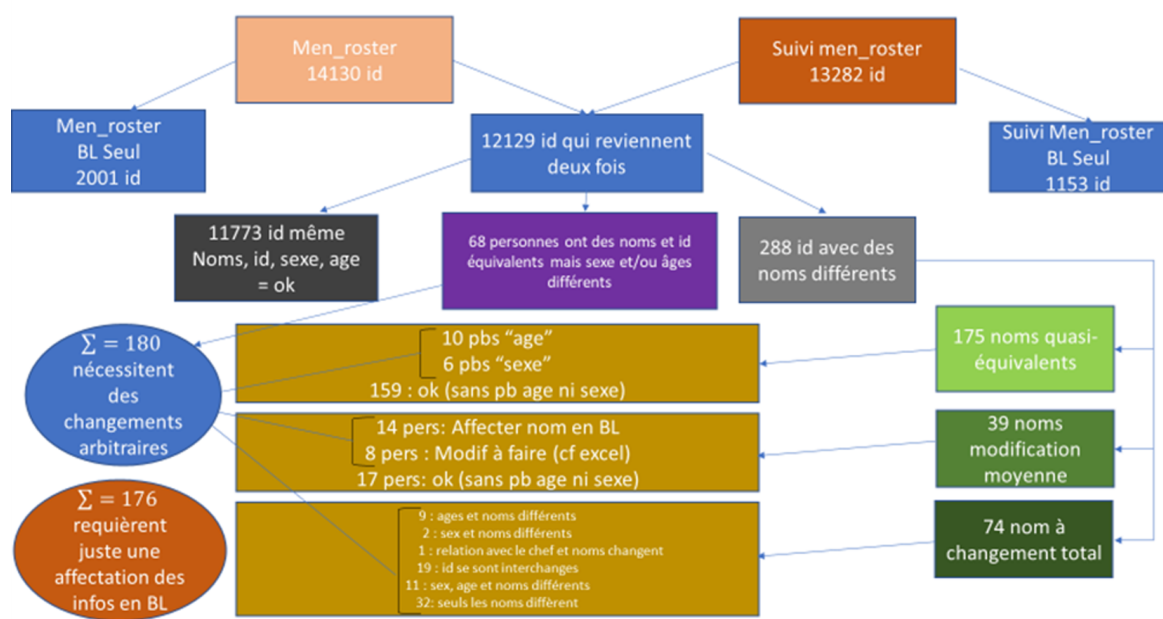 Men_roster
14130 id
Suivi men_roster
13282 id
Men_roster
BL Seul
2001 id
12129 id qui reviennent
deux fois
Suivi Men_roster
BL Seul
1153 id
11773 id même
Noms, id, sexe, age
= ok
68 personnes ont des noms et id
équivalents mais sexe et/ou âges
différents
288 id avec des
noms différents
∑ = 180
nécessitent
des
changements
arbitraires
10 pbs “age”
6 pbs “sexe”
159 : ok (sans pb age ni sexe)
175 noms quasi-
équivalents
14 pers: Affecter nom en BL
8 pers : Modif à faire (cf excel)
17 pers: ok (sans pb age ni sexe)
39 noms
modification
moyenne
∑ = 176
requièrent
juste une
affectation des
infos en BL
9 : ages et noms différents
2 : sex et noms différents
1 : relation avec le chef et noms changent
19 : id se sont interchanges
11 : sex, age et noms différents
32: seuls les noms diffèrent
74 nom à
changement total